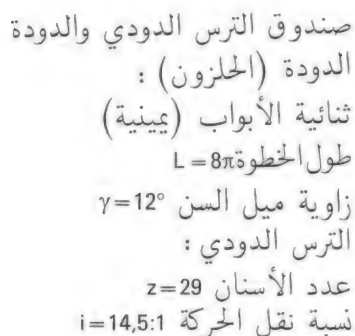 صندوق الترس الدودي والدودة
الدودة (الحلزون) :
ثنائية الأبواب (يمينية)
طول الخطوة L=8π
زاوية ميل السن γ=12°
الترس الدودي :
عدد الأسنان z=29
نسبة نقل الحركة i=14,5:1